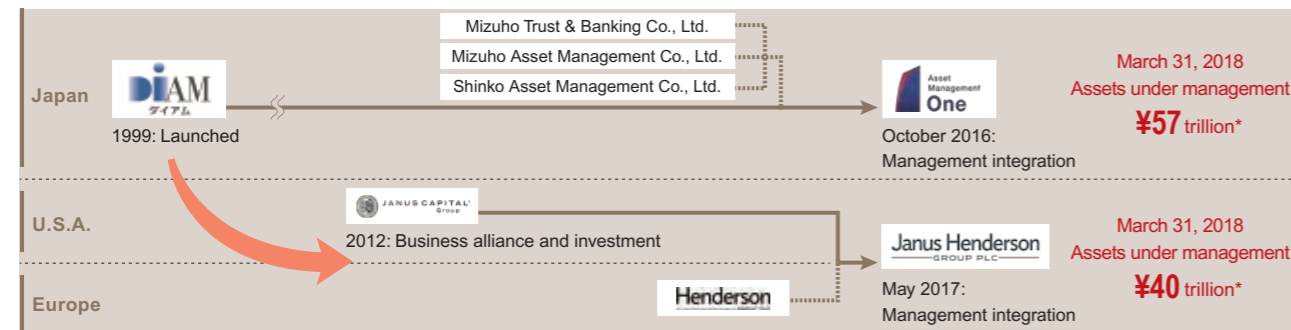 Mizuho Trust & Banking Co., Ltd.
Mizuho Asset Management Co., Ltd.
Shinko Asset Management Co., Ltd.
Japan
DIAM
ダイアム
1999: Launched
Asset
Management
One
October 2016:
Management integration
March 31, 2018
Assets under management
¥57 trillion*
U.S.A.
JANUS CAPITAL
Group
2012: Business alliance and investment
Janus Henderson
GROUP PLC
May 2017:
Management integration
March 31, 2018
Assets under management
¥40 trillion*
Europe
Henderson